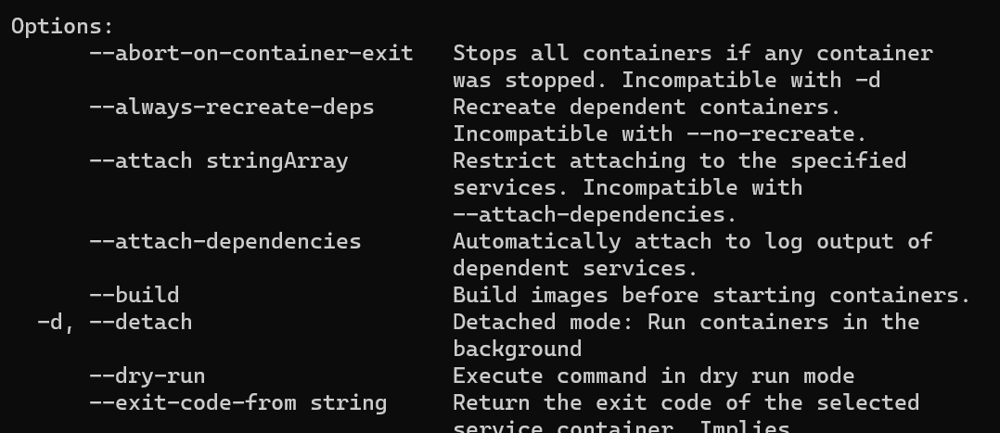 Options:
      --abort-on-container-exit   Stops all containers if any container
                                  was stopped. Incompatible with -d
      --always-recreate-deps      Recreate dependent containers.
                                  Incompatible with --no-recreate.
      --attach stringArray        Restrict attaching to the specified
                                  services. Incompatible with
                                  --attach-dependencies.
      --attach-dependencies       Automatically attach to log output of
                                  dependent services.
      --build                     Build images before starting containers.
  -d, --detach                    Detached mode: Run containers in the
                                  background
      --dry-run                   Execute command in dry run mode
      --exit-code-from string     Return the exit code of the selected
                                  service container. Implies